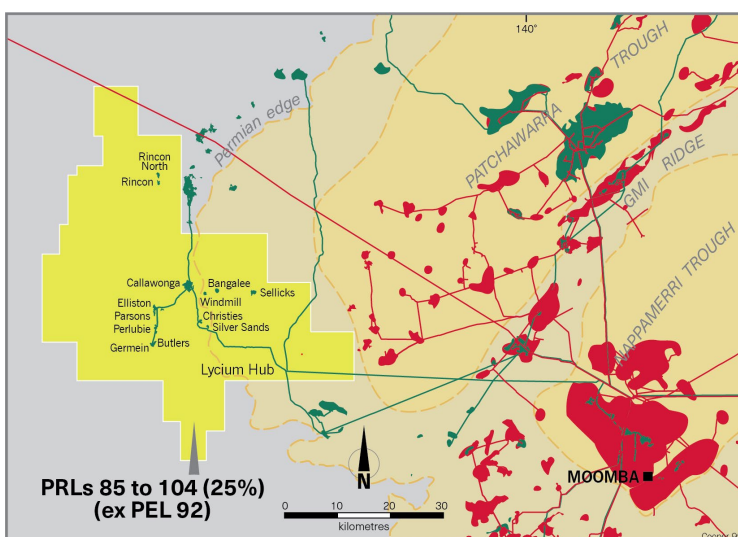 140°
TROUGH
PATCHAWARRA
Permian edge
GMI RIDGE
NAPPAMERRI TROUGH
Rincon
North
Rincon
Callawonga
Bangalee
Sellicks
Windmill
Elliston
Parsons
Christies
Perlubie
Silver Sands
Germein
Butlers
Lycium Hub
MOOMBA
PRLs 85 to 104 (25%)
(ex PEL 92)
N
0 10 20 30
kilometres